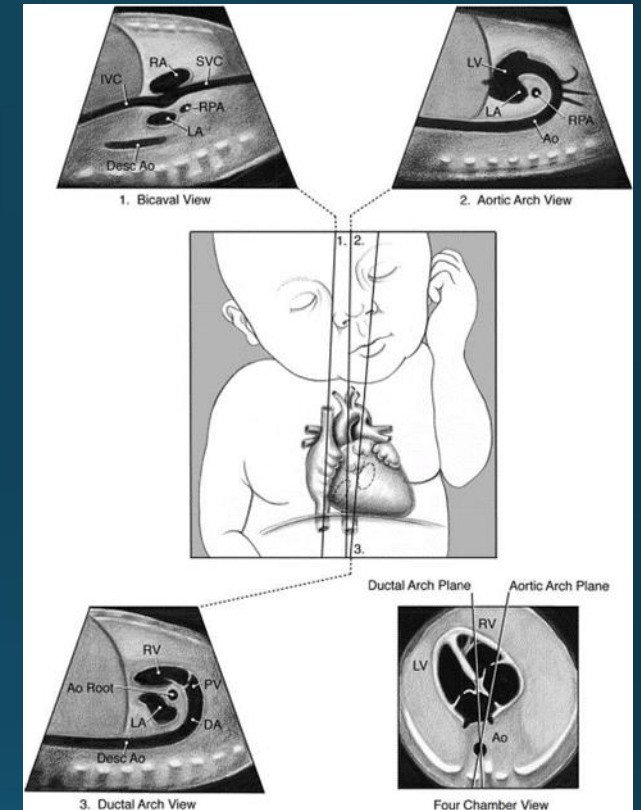 RA
SVC
IVC
RPA
LA
Desc Ao
1. Bicaval View
LV
LA
RPA
Ao
2. Aortic Arch View
1.
2.
3.
RV
Ao Root
PV
LA
DA
Desc Ao
3. Ductal Arch View
Ductal Arch Plane
Aortic Arch Plane
RV
LV
Ao
Four Chamber View